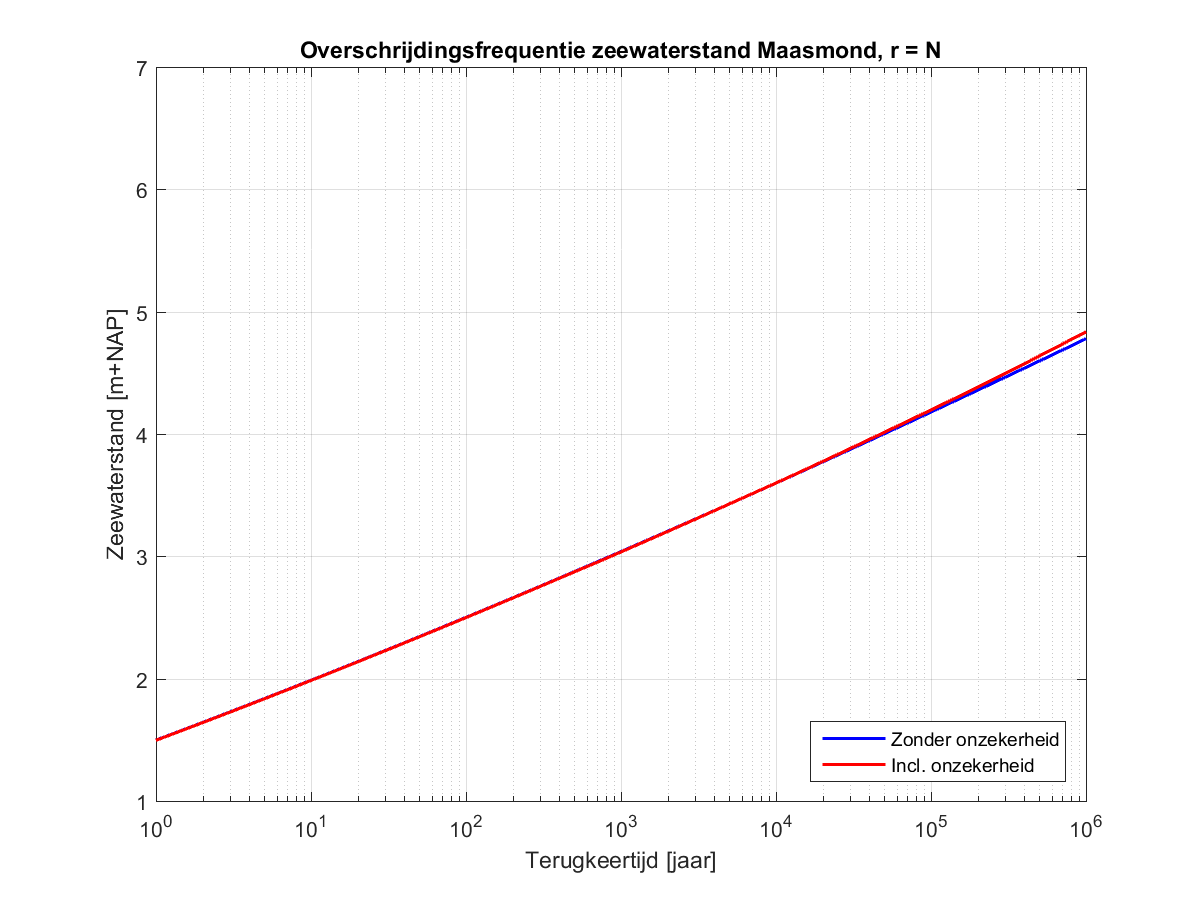 Overschrijdingsfrequentie zeewaterstand Maasmond, r = N
7
6
5
4
3
2
1
Zeewaterstand [m+NAP]
Zonder onzekerheid
Incl. onzekerheid
10^0 10^1 10^2 10^3 10^4 10^5 10^6
Terugkeertijd [jaar]